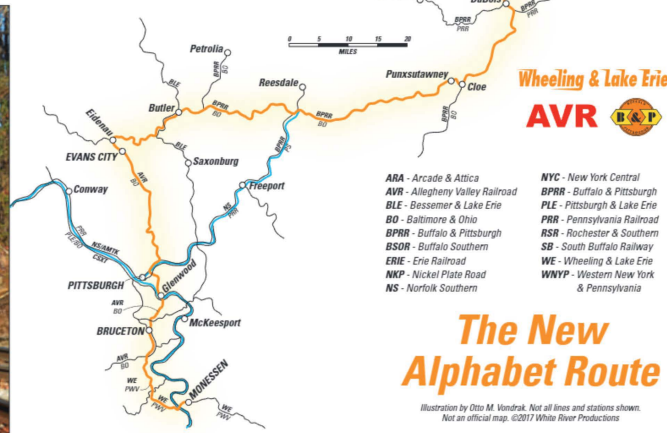 DuBois
BPRR
PRR
BPRR
PRR
0 5 10 15 20
MILES
Petrolia
BPRR
BO
BLE
Reesdale
Punxsutawney
Cloe
Butler
BPRR
BO
BPRR
BO
BPRR
BO
Eidenau
EVANS CITY
BLE
Saxonburg
BPRR
PS
AVR
BO
Conway
Freeport
NS
PRR
PRR
PLE/BO
NS/AMTK
CSXT
PITTSBURGH
Glenwood
AVR
BO
BRUCETON
McKeesport
AVR
BO
WE
PWV
MONESSEN
WE
PWV
WE
PWV
Wheeling & Lake Erie
AVR
B & P
ARA - Arcade & Attica
AVR - Allegheny Valley Railroad
BLE - Bessemer & Lake Erie
BO - Baltimore & Ohio
BPRR - Buffalo & Pittsburgh
BSOR - Buffalo Southern
ERIE - Erie Railroad
NKP - Nickel Plate Road
NS - Norfolk Southern
NYC - New York Central
BPRR - Buffalo & Pittsburgh
PLE - Pittsburgh & Lake Erie
PRR - Pennsylvania Railroad
RSR - Rochester & Southern
SB - South Buffalo Railway
WE - Wheeling & Lake Erie
WNYP - Western New York
& Pennsylvania
The New
Alphabet Route
Illustration by Otto M. Vondrak. Not all lines and stations shown.
Not an official map. ©2017 White River Productions